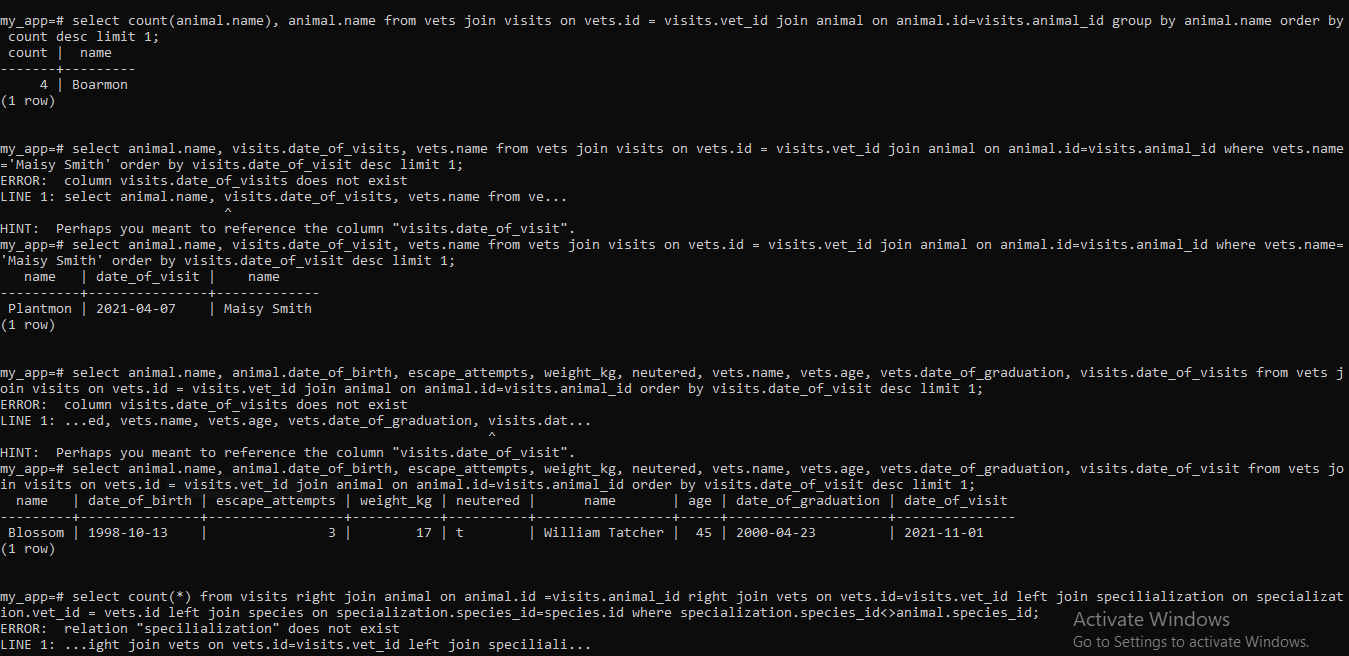 my_app=# select count(animal.name), animal.name from vets join visits on vets.id = visits.vet_id join animal on animal.id=visits.animal_id group by animal.name order by
 count desc limit 1;
 count |  name
-------+---------
     4 | Boarmon
(1 row)
my_app=# select animal.name, visits.date_of_visits, vets.name from vets join visits on vets.id = visits.vet_id join animal on animal.id=visits.animal_id where vets.name
='Maisy Smith' order by visits.date_of_visit desc limit 1;
ERROR:  column visits.date_of_visits does not exist
LINE 1: select animal.name, visits.date_of_visits, vets.name from ve...
                            ^
HINT:  Perhaps you meant to reference the column "visits.date_of_visit".
my_app=# select animal.name, visits.date_of_visit, vets.name from vets join visits on vets.id = visits.vet_id join animal on animal.id=visits.animal_id where vets.name=
'Maisy Smith' order by visits.date_of_visit desc limit 1;
   name   | date_of_visit |    name
----------+---------------+-------------
 Plantmon | 2021-04-07    | Maisy Smith
(1 row)
my_app=# select animal.name, animal.date_of_birth, escape_attempts, weight_kg, neutered, vets.name, vets.age, vets.date_of_graduation, visits.date_of_visits from vets j
oin visits on vets.id = visits.vet_id join animal on animal.id=visits.animal_id order by visits.date_of_visit desc limit 1;
ERROR:  column visits.date_of_visits does not exist
LINE 1: ...ed, vets.name, vets.age, vets.date_of_graduation, visits.dat...
                                                             ^
HINT:  Perhaps you meant to reference the column "visits.date_of_visit".
my_app=# select animal.name, animal.date_of_birth, escape_attempts, weight_kg, neutered, vets.name, vets.age, vets.date_of_graduation, visits.date_of_visit from vets jo
in visits on vets.id = visits.vet_id join animal on animal.id=visits.animal_id order by visits.date_of_visit desc limit 1;
  name   | date_of_birth | escape_attempts | weight_kg | neutered |      name       | age | date_of_graduation | date_of_visit
---------+---------------+-----------------+-----------+----------+-----------------+-----+--------------------+---------------
 Blossom | 1998-10-13    |               3 |        17 | t        | William Tatcher |  45 | 2000-04-23         | 2021-11-01
(1 row)
my_app=# select count(*) from visits right join animal on animal.id =visits.animal_id right join vets on vets.id=visits.vet_id left join specilialization on specializat
ion.vet_id = vets.id left join species on specialization.species_id=species.id where specialization.species_id<>animal.species_id;
ERROR:  relation "specilialization" does not exist
LINE 1: ...ight join vets on vets.id=visits.vet_id left join speciliali...
Activate Windows
Go to Settings to activate Windows.